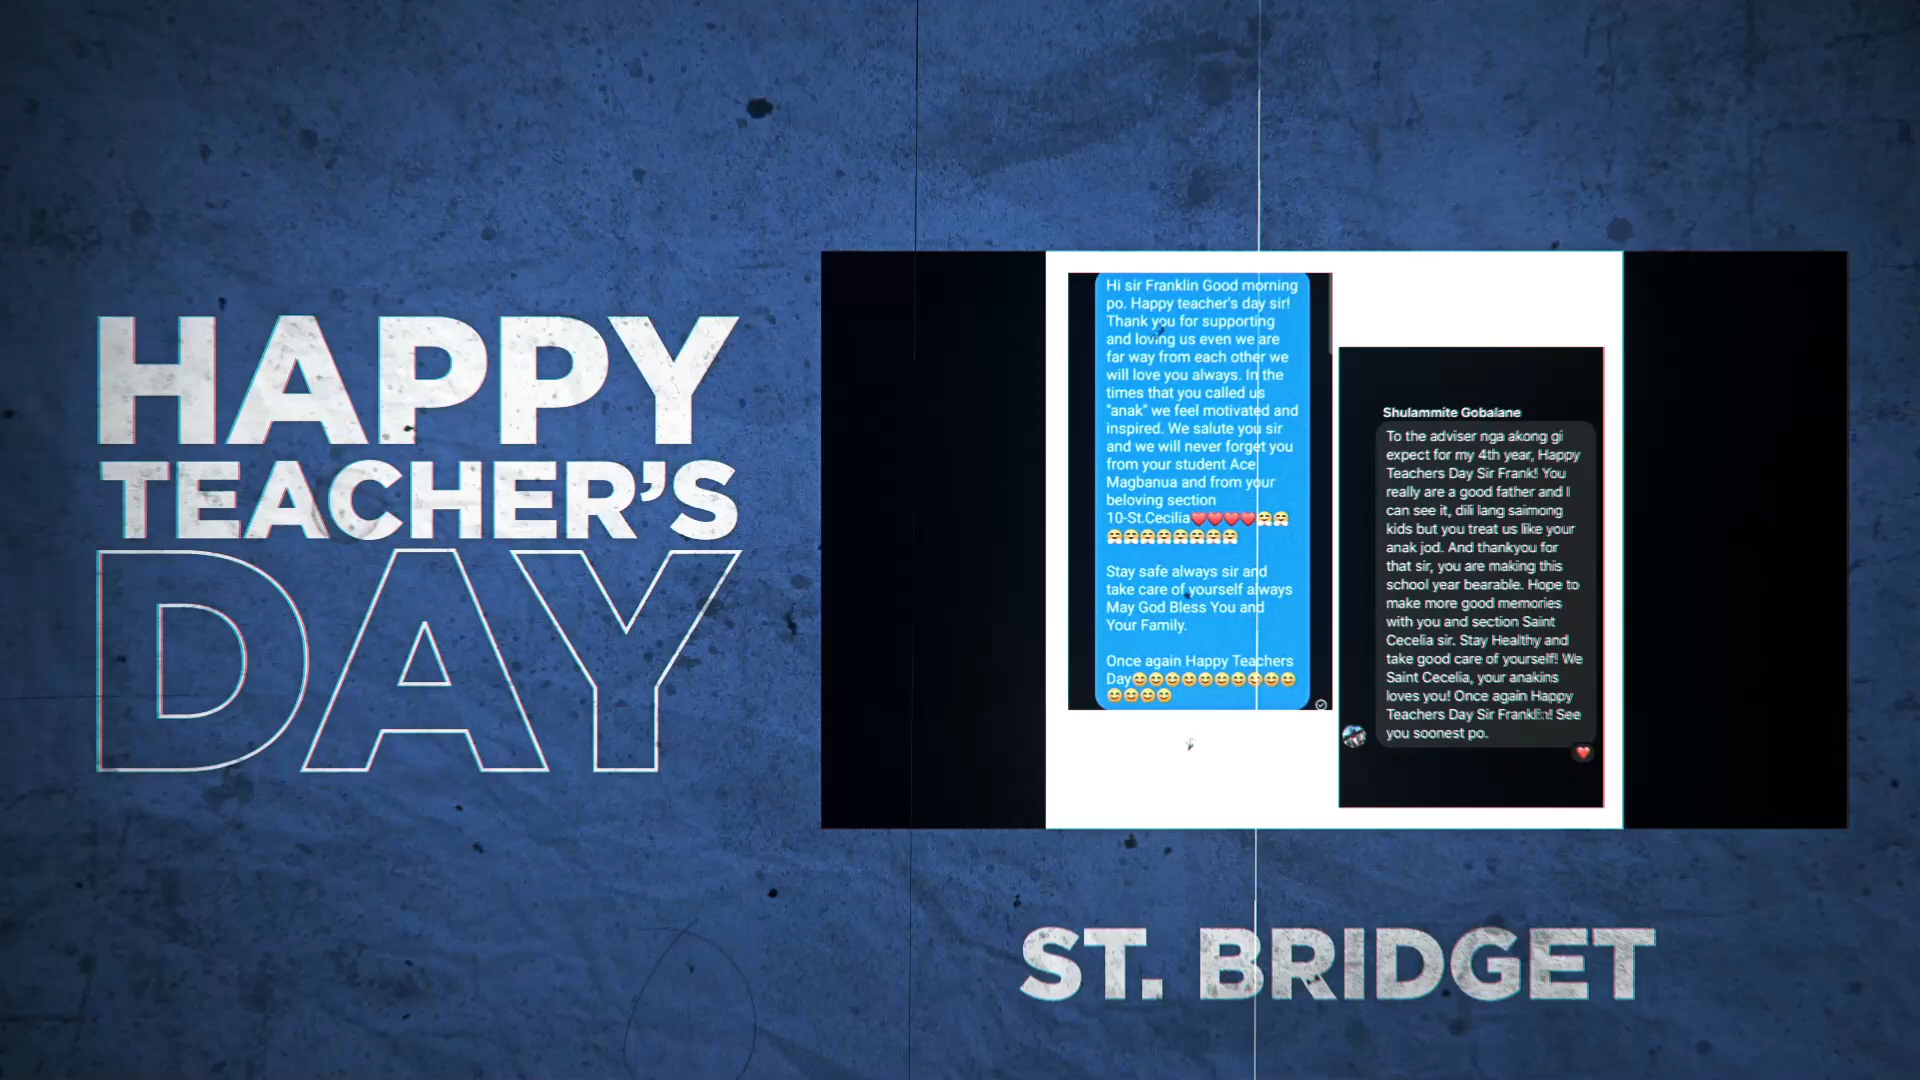 HAPPY
TEACHER'S
DAY
Hi sir Franklin Good morning
po. Happy teacher's day sir!
Thank you for supporting
and loving us even we are
far way from each other we
will love you always. In the
times that you called us
"anak" we feel motivated and
inspired. We salute you sir
and we will never forget you
from your student Ace
Magbanua and from your
beloving section
10-St.Cecilia❤️❤️❤️❤️🤗🤗
🤗🤗🤗🤗🤗🤗🤗🤗
Stay safe always sir and
take care of yourself always
May God Bless You and
Your Family.
Once again Happy Teachers
Day😊😊😊😊😊😊😊😊😊😊
😊😊😊😊
Shulammite Gobalane
To the adviser nga akong gi
expect for my 4th year, Happy
Teachers Day Sir Frank! You
really are a good father and I
can see it, dili lang saimong
kids but you treat us like your
anak jod. And thankyou for
that sir, you are making this
school year bearable. Hope to
make more good memories
with you and section Saint
Cecelia sir. Stay Healthy and
take good care of yourself! We
Saint Cecelia, your anakins
loves you! Once again Happy
Teachers Day Sir Franklin! See
you soonest po.
ST. BRIDGET